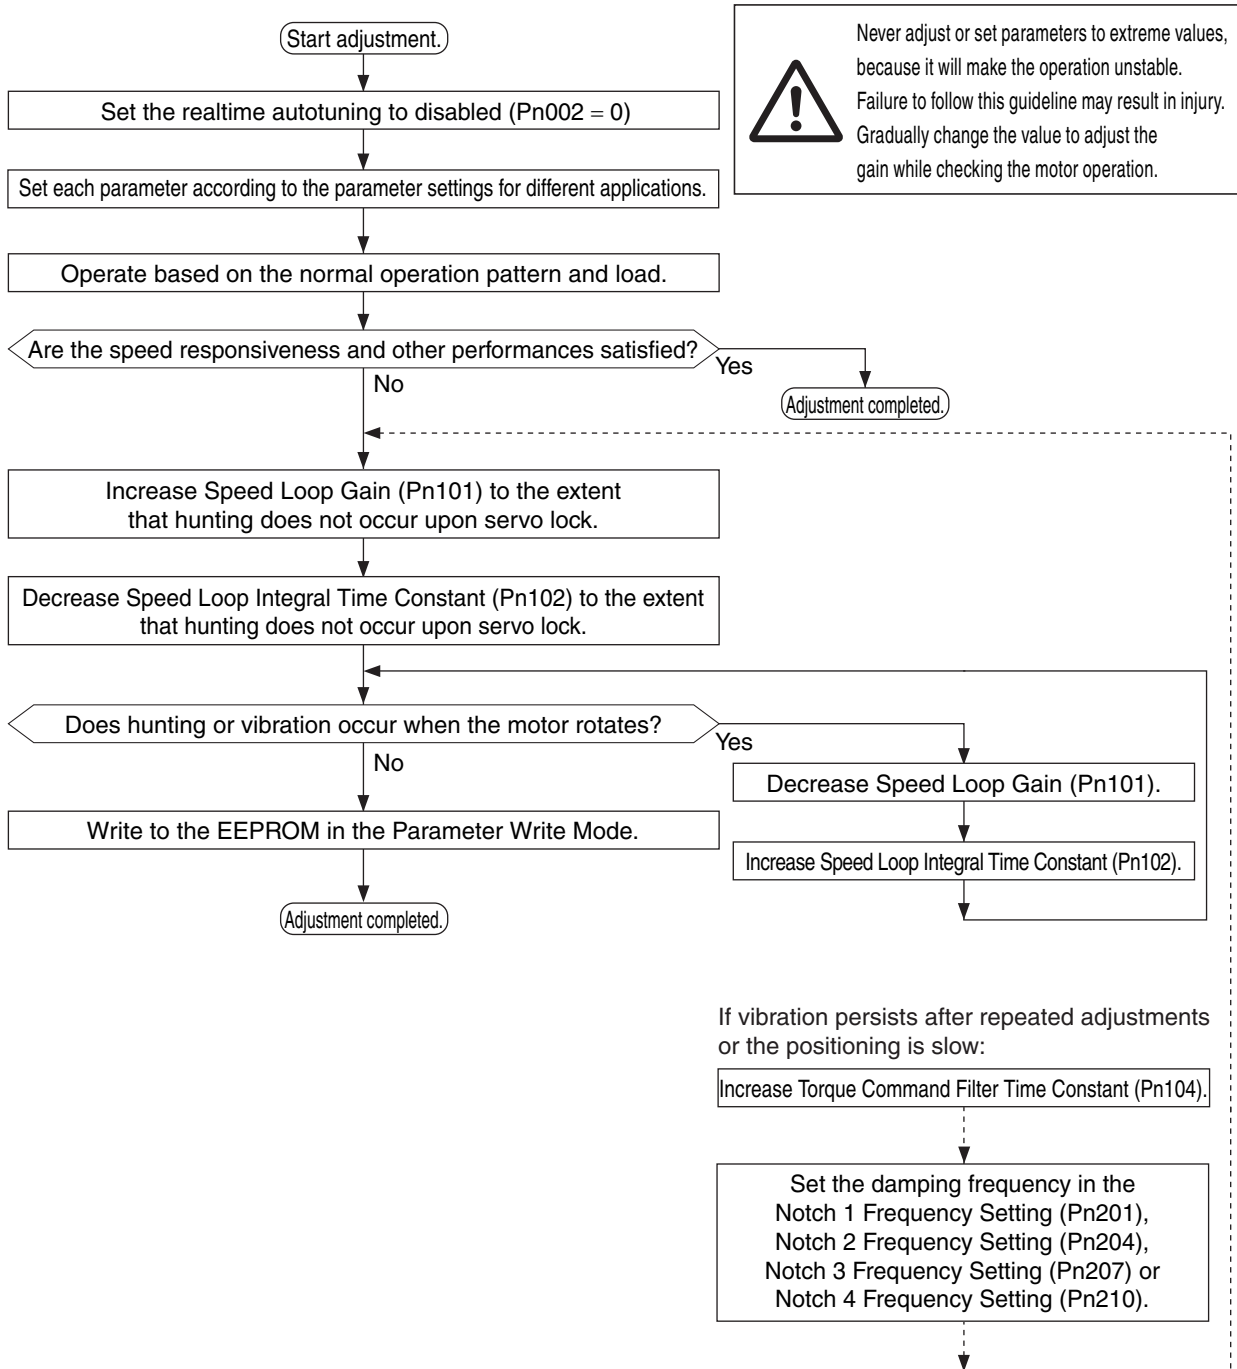 Start adjustment.
Never adjust or set parameters to extreme values,
because it will make the operation unstable.
Failure to follow this guideline may result in injury.
Gradually change the value to adjust the
gain while checking the motor operation.
Set the realtime autotuning to disabled (Pn002 = 0)
Set each parameter according to the parameter settings for different applications.
Operate based on the normal operation pattern and load.
Are the speed responsiveness and other performances satisfied?
Yes
No
Adjustment completed.
Increase Speed Loop Gain (Pn101) to the extent
that hunting does not occur upon servo lock.
Decrease Speed Loop Integral Time Constant (Pn102) to the extent
that hunting does not occur upon servo lock.
Does hunting or vibration occur when the motor rotates?
Yes
No
Decrease Speed Loop Gain (Pn101).
Write to the EEPROM in the Parameter Write Mode.
Increase Speed Loop Integral Time Constant (Pn102).
Adjustment completed.
If vibration persists after repeated adjustments
or the positioning is slow:
Increase Torque Command Filter Time Constant (Pn104).
Set the damping frequency in the
Notch 1 Frequency Setting (Pn201),
Notch 2 Frequency Setting (Pn204),
Notch 3 Frequency Setting (Pn207) or
Notch 4 Frequency Setting (Pn210).